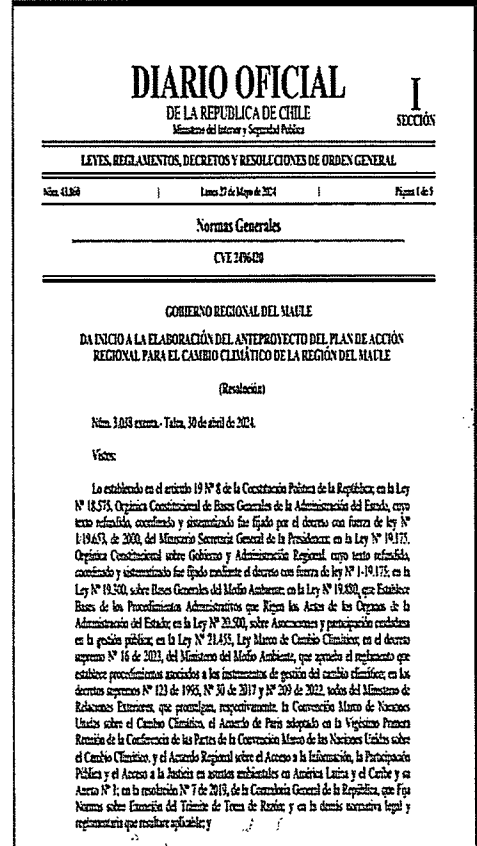 DIARIO OFICIAL
DE LA REPUBLICA DE CHILE
Ministerio del Interior y Seguridad Pública
I
SECCIÓN
LEYES, REGLAMENTOS, DECRETOS Y RESOLUCIONES DE ORDEN GENERAL
Núm. 43.860 | Lunes 27 de Mayo de 2024 | Página 1 de 5
Normas Generales
CVE 2496420
GOBIERNO REGIONAL DEL MAULE
DA INICIO A LA ELABORACIÓN DEL ANTEPROYECTO DEL PLAN DE ACCIÓN
REGIONAL PARA EL CAMBIO CLIMÁTICO DE LA REGIÓN DEL MAULE
(Resolución)
Núm. 3.038 exenta.- Talca, 30 de abril de 2024.
Vistos:
Lo establecido en el artículo 19 Nº 8 de la Constitución Política de la República; en la Ley
Nº 18.575, Orgánica Constitucional de Bases Generales de la Administración del Estado, cuyo
texto refundido, coordinado y sistematizado fue fijado por el decreto con fuerza de ley Nº
1-19.653, de 2000, del Ministerio Secretaría General de la Presidencia; en la Ley Nº 19.175,
Orgánica Constitucional sobre Gobierno y Administración Regional, cuyo texto refundido,
coordinado y sistematizado fue fijado mediante el decreto con fuerza de ley Nº 1-19.175; en la
Ley Nº 19.300, sobre Bases Generales del Medio Ambiente; en la Ley Nº 19.880, que Establece
Bases de los Procedimientos Administrativos que Rigen los Actos de los Órganos de la
Administración del Estado; en la Ley Nº 20.500, sobre Asociaciones y participación ciudadana
en la gestión pública; en la Ley Nº 21.455, Ley Marco de Cambio Climático; en el decreto
supremo Nº 16 de 2023, del Ministerio del Medio Ambiente, que aprueba el reglamento que
establece procedimientos asociados a los instrumentos de gestión del cambio climático; en los
decretos supremos Nº 123 de 1995, Nº 30 de 2017 y Nº 209 de 2022, todos del Ministerio de
Relaciones Exteriores, que promulgan, respectivamente, la Convención Marco de Naciones
Unidas sobre el Cambio Climático, el Acuerdo de París adoptado en la Vigésimo Primera
Reunión de la Conferencia de las Partes de la Convención Marco de las Naciones Unidas sobre
el Cambio Climático, y el Acuerdo Regional sobre el Acceso a la Información, la Participación
Pública y el Acceso a la Justicia en asuntos ambientales en América Latina y el Caribe y su
Anexo Nº 1; en la resolución Nº 7 de 2019, de la Contraloría General de la República, que Fija
Normas sobre Exención del Trámite de Toma de Razón; y en la demás normativa legal y
reglamentaria que resultare aplicable; y